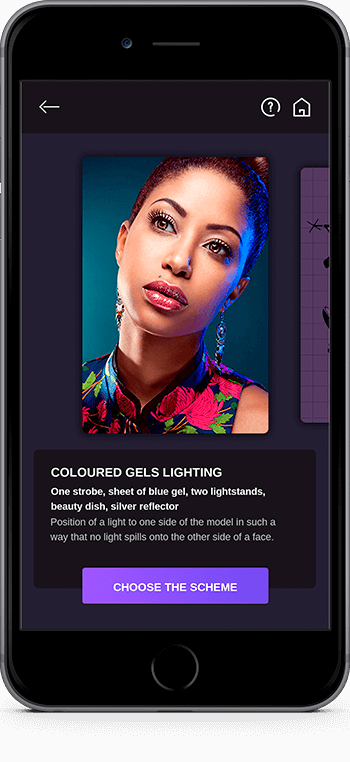 COLOURED GELS LIGHTING
One strobe, sheet of blue gel, two lightstands,
beauty dish, silver reflector
Position of a light to one side of the model in such a
way that no light spills onto the other side of a face.
CHOOSE THE SCHEME